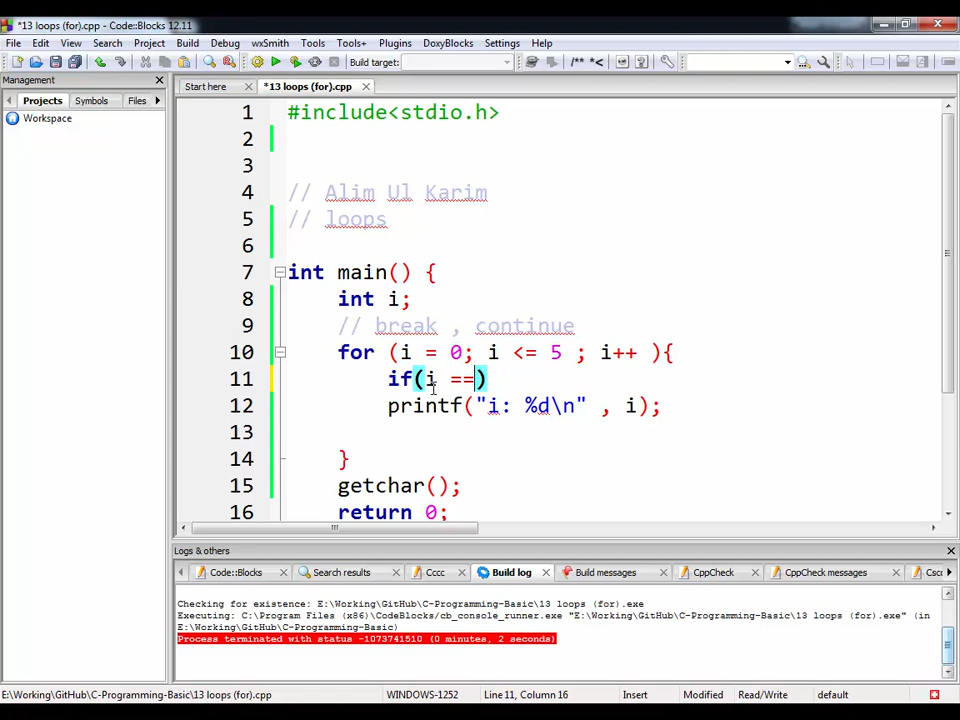 *13 loops (for).cpp - Code::Blocks 12.11
File Edit View Search Project Build Debug wxSmith Tools Tools+ Plugins DoxyBlocks Settings Help
Build target:
/** *<
Management
Projects Symbols Files
Workspace
Start here *13 loops (for).cpp
1 #include<stdio.h>
2
3
4 // Alim Ul Karim
5 // loops
6
7 int main() {
8 int i;
9 // break , continue
10 for (i = 0; i <= 5 ; i++ ){
11 if(i ==)
12 printf("i: %d\n" , i);
13
14 }
15 getchar();
16 return 0;
Logs & others
Code::Blocks Search results Cccc Build log Build messages CppCheck CppCheck messages Csco
Checking for existence: E:\Working\GitHub\C-Programming-Basic\13 loops (for).exe
Executing: C:\Program Files (x86)\CodeBlocks/cb_console_runner.exe "E:\Working\GitHub\C-Programming-Basic\13 loops (for).exe" (in
E:\Working\GitHub\C-Programming-Basic)
Process terminated with status -1073741510 (0 minutes, 2 seconds)
E:\Working\GitHub\C-Programming-Basic\13 loops (for).cpp WINDOWS-1252 Line 11, Column 16 Insert Modified Read/Write default